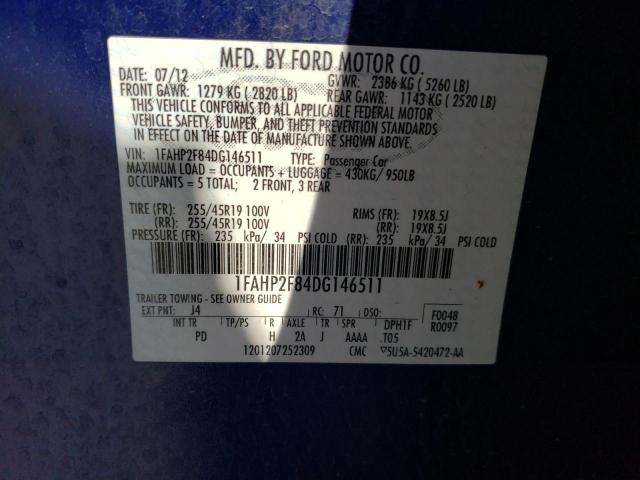 MFD. BY FORD MOTOR CO.
DATE: 07/12 GVWR: 2386 KG ( 5260 LB)
FRONT GAWR: 1279 KG ( 2820 LB) REAR GAWR: 1143 KG ( 2520 LB)
THIS VEHICLE CONFORMS TO ALL APPLICABLE FEDERAL MOTOR
VEHICLE SAFETY, BUMPER, AND THEFT PREVENTION STANDARDS
IN EFFECT ON THE DATE OF MANUFACTURE SHOWN ABOVE.
VIN: 1FAHP2F84DG146511 TYPE: Passenger Car
MAXIMUM LOAD = OCCUPANTS + LUGGAGE = 430KG/ 950LB
OCCUPANTS = 5 TOTAL; 2 FRONT, 3 REAR
TIRE (FR): 255/45R19 100V RIMS (FR): 19X8.5J
(RR): 255/45R19 100V (RR): 19X8.5J
PRESSURE (FR): 235 kPa/ 34 PSI COLD (RR): 235 kPa/ 34 PSI COLD
1FAHP2F84DG146511
TRAILER TOWING - SEE OWNER GUIDE
EXT PNT: J4 RC: 71 DSO: F0048
INT TR TP/PS R AXLE TR SPR DPH1F R0097
PD H 2A J AAAA .T05
1201207252309 CMC ▽5U5A-5420472-AA